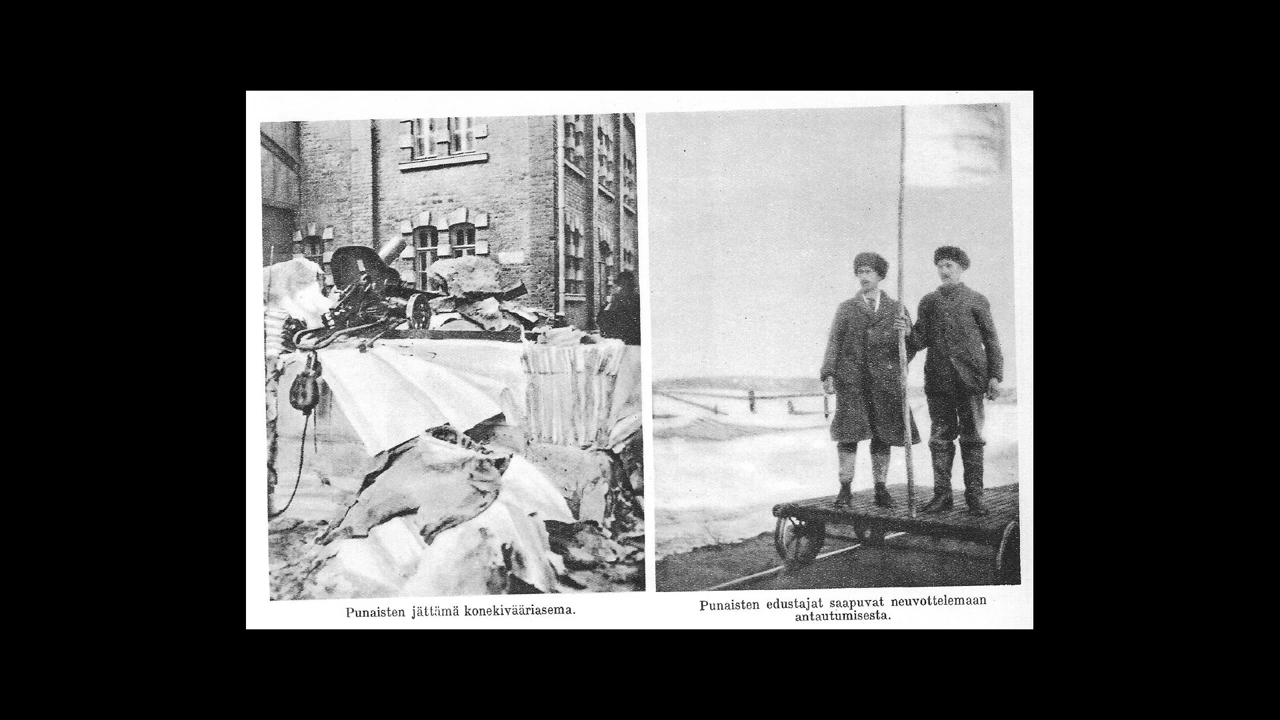 Punaisten jättämä konekivääriasema.
Punaisten edustajat saapuvat neuvottelemaan
antautumisesta.